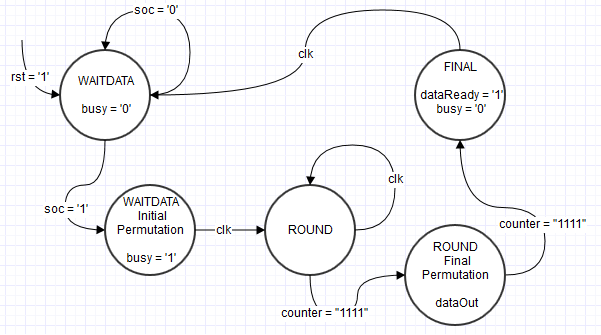 soc = '0'
rst = '1'
WAITDATA
busy = '0'
clk
FINAL
dataReady = '1'
busy = '0'
soc = '1'
WAITDATA
Initial
Permutation
busy = '1'
clk
ROUND
clk
counter = "1111"
ROUND
Final
Permutation
dataOut
counter = "1111"